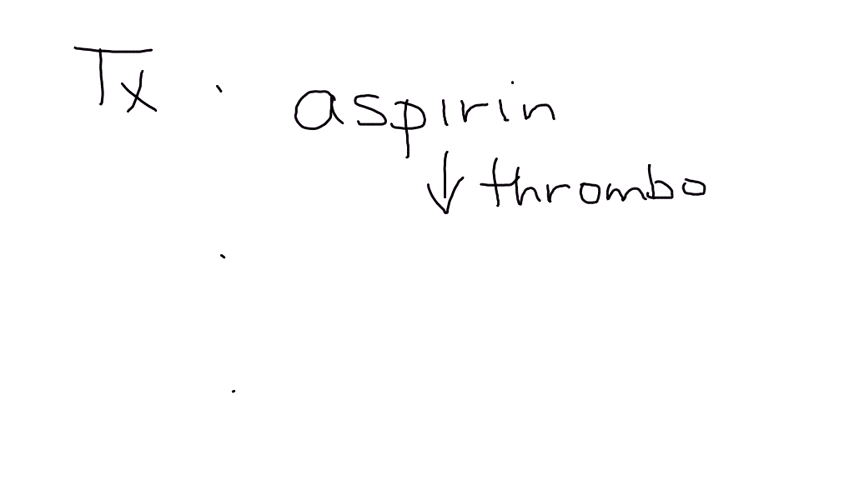 Tx · aspirin
↓ thrombo
·
·